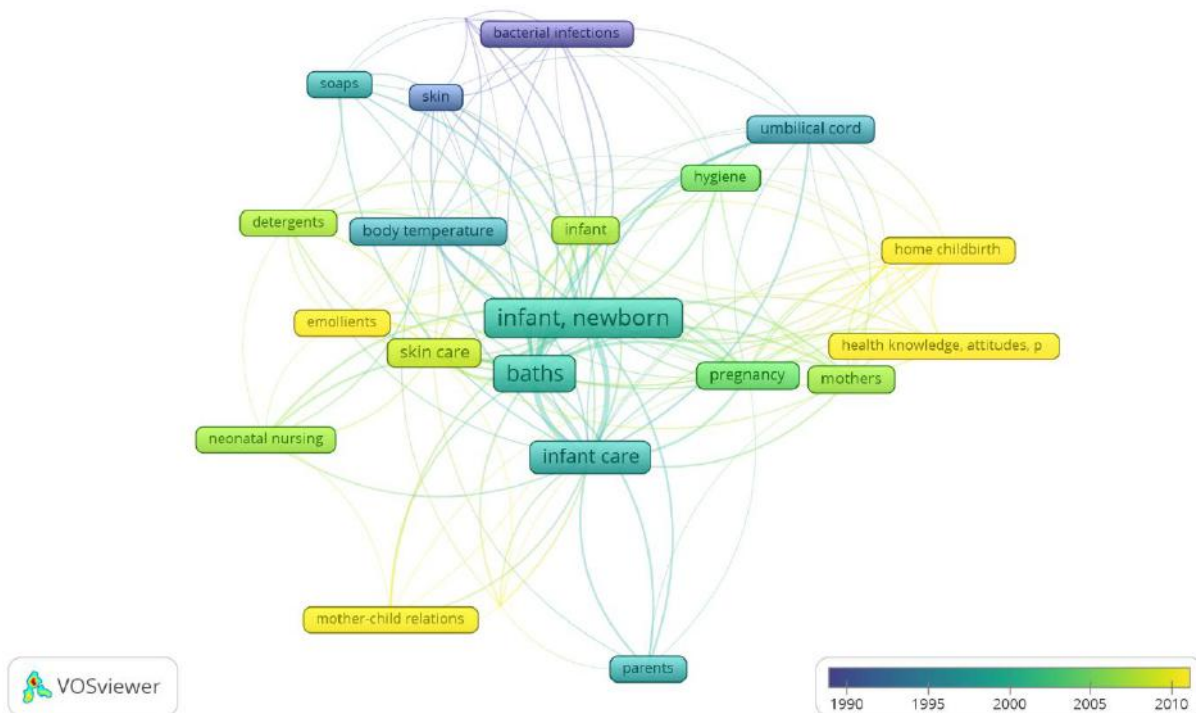 bacterial infections
soaps
skin
umbilical cord
hygiene
detergents
body temperature
infant
home childbirth
infant, newborn
emollients
health knowledge, attitudes, p
skin care
baths
pregnancy
mothers
neonatal nursing
infant care
mother-child relations
parents
VOSviewer
1990 1995 2000 2005 2010